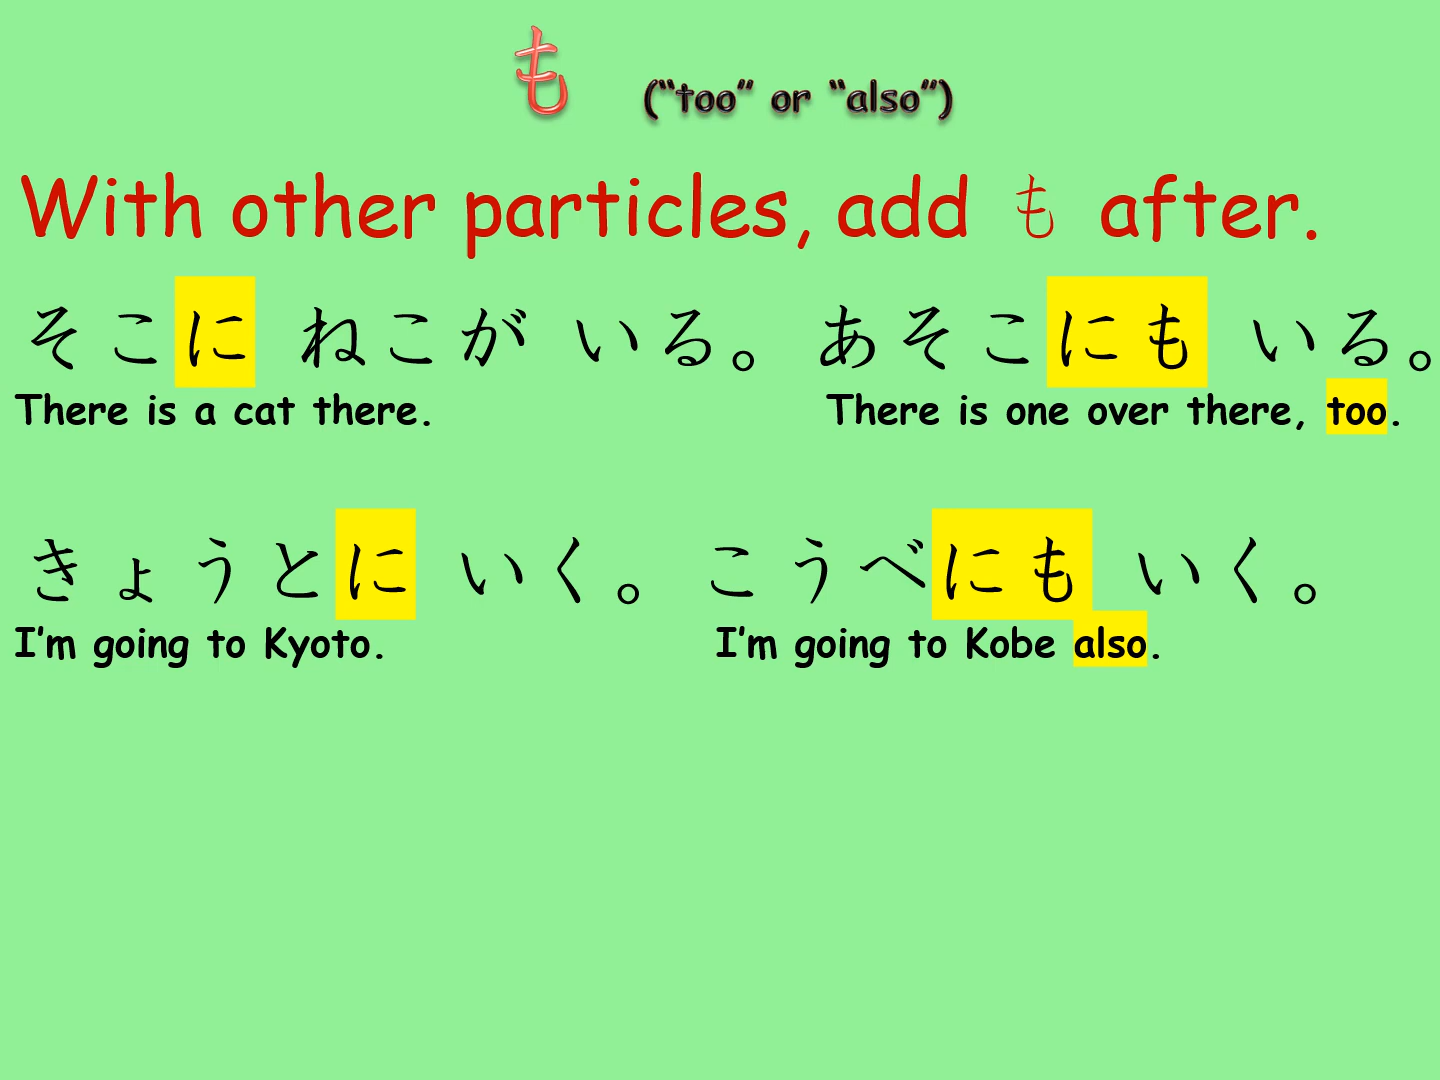 も (“too” or “also”)
With other particles, add も after.
そこに ねこが いる。 あそこにも いる。
There is a cat there. There is one over there, too.
きょうとに いく。 こうべにも いく。
I’m going to Kyoto. I’m going to Kobe also.